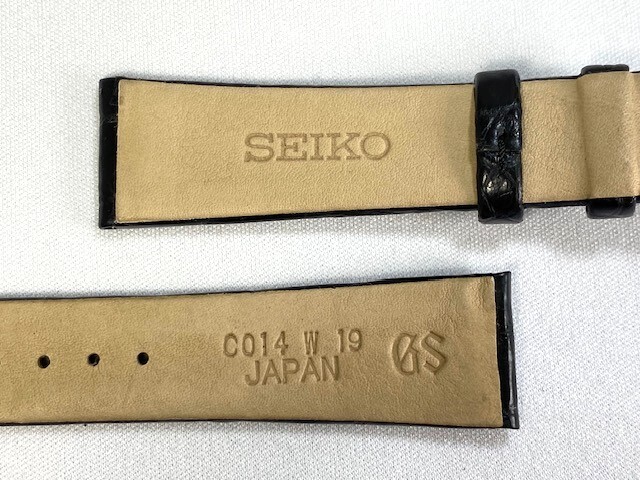 SEIKO
C014 W 19
JAPAN
GS